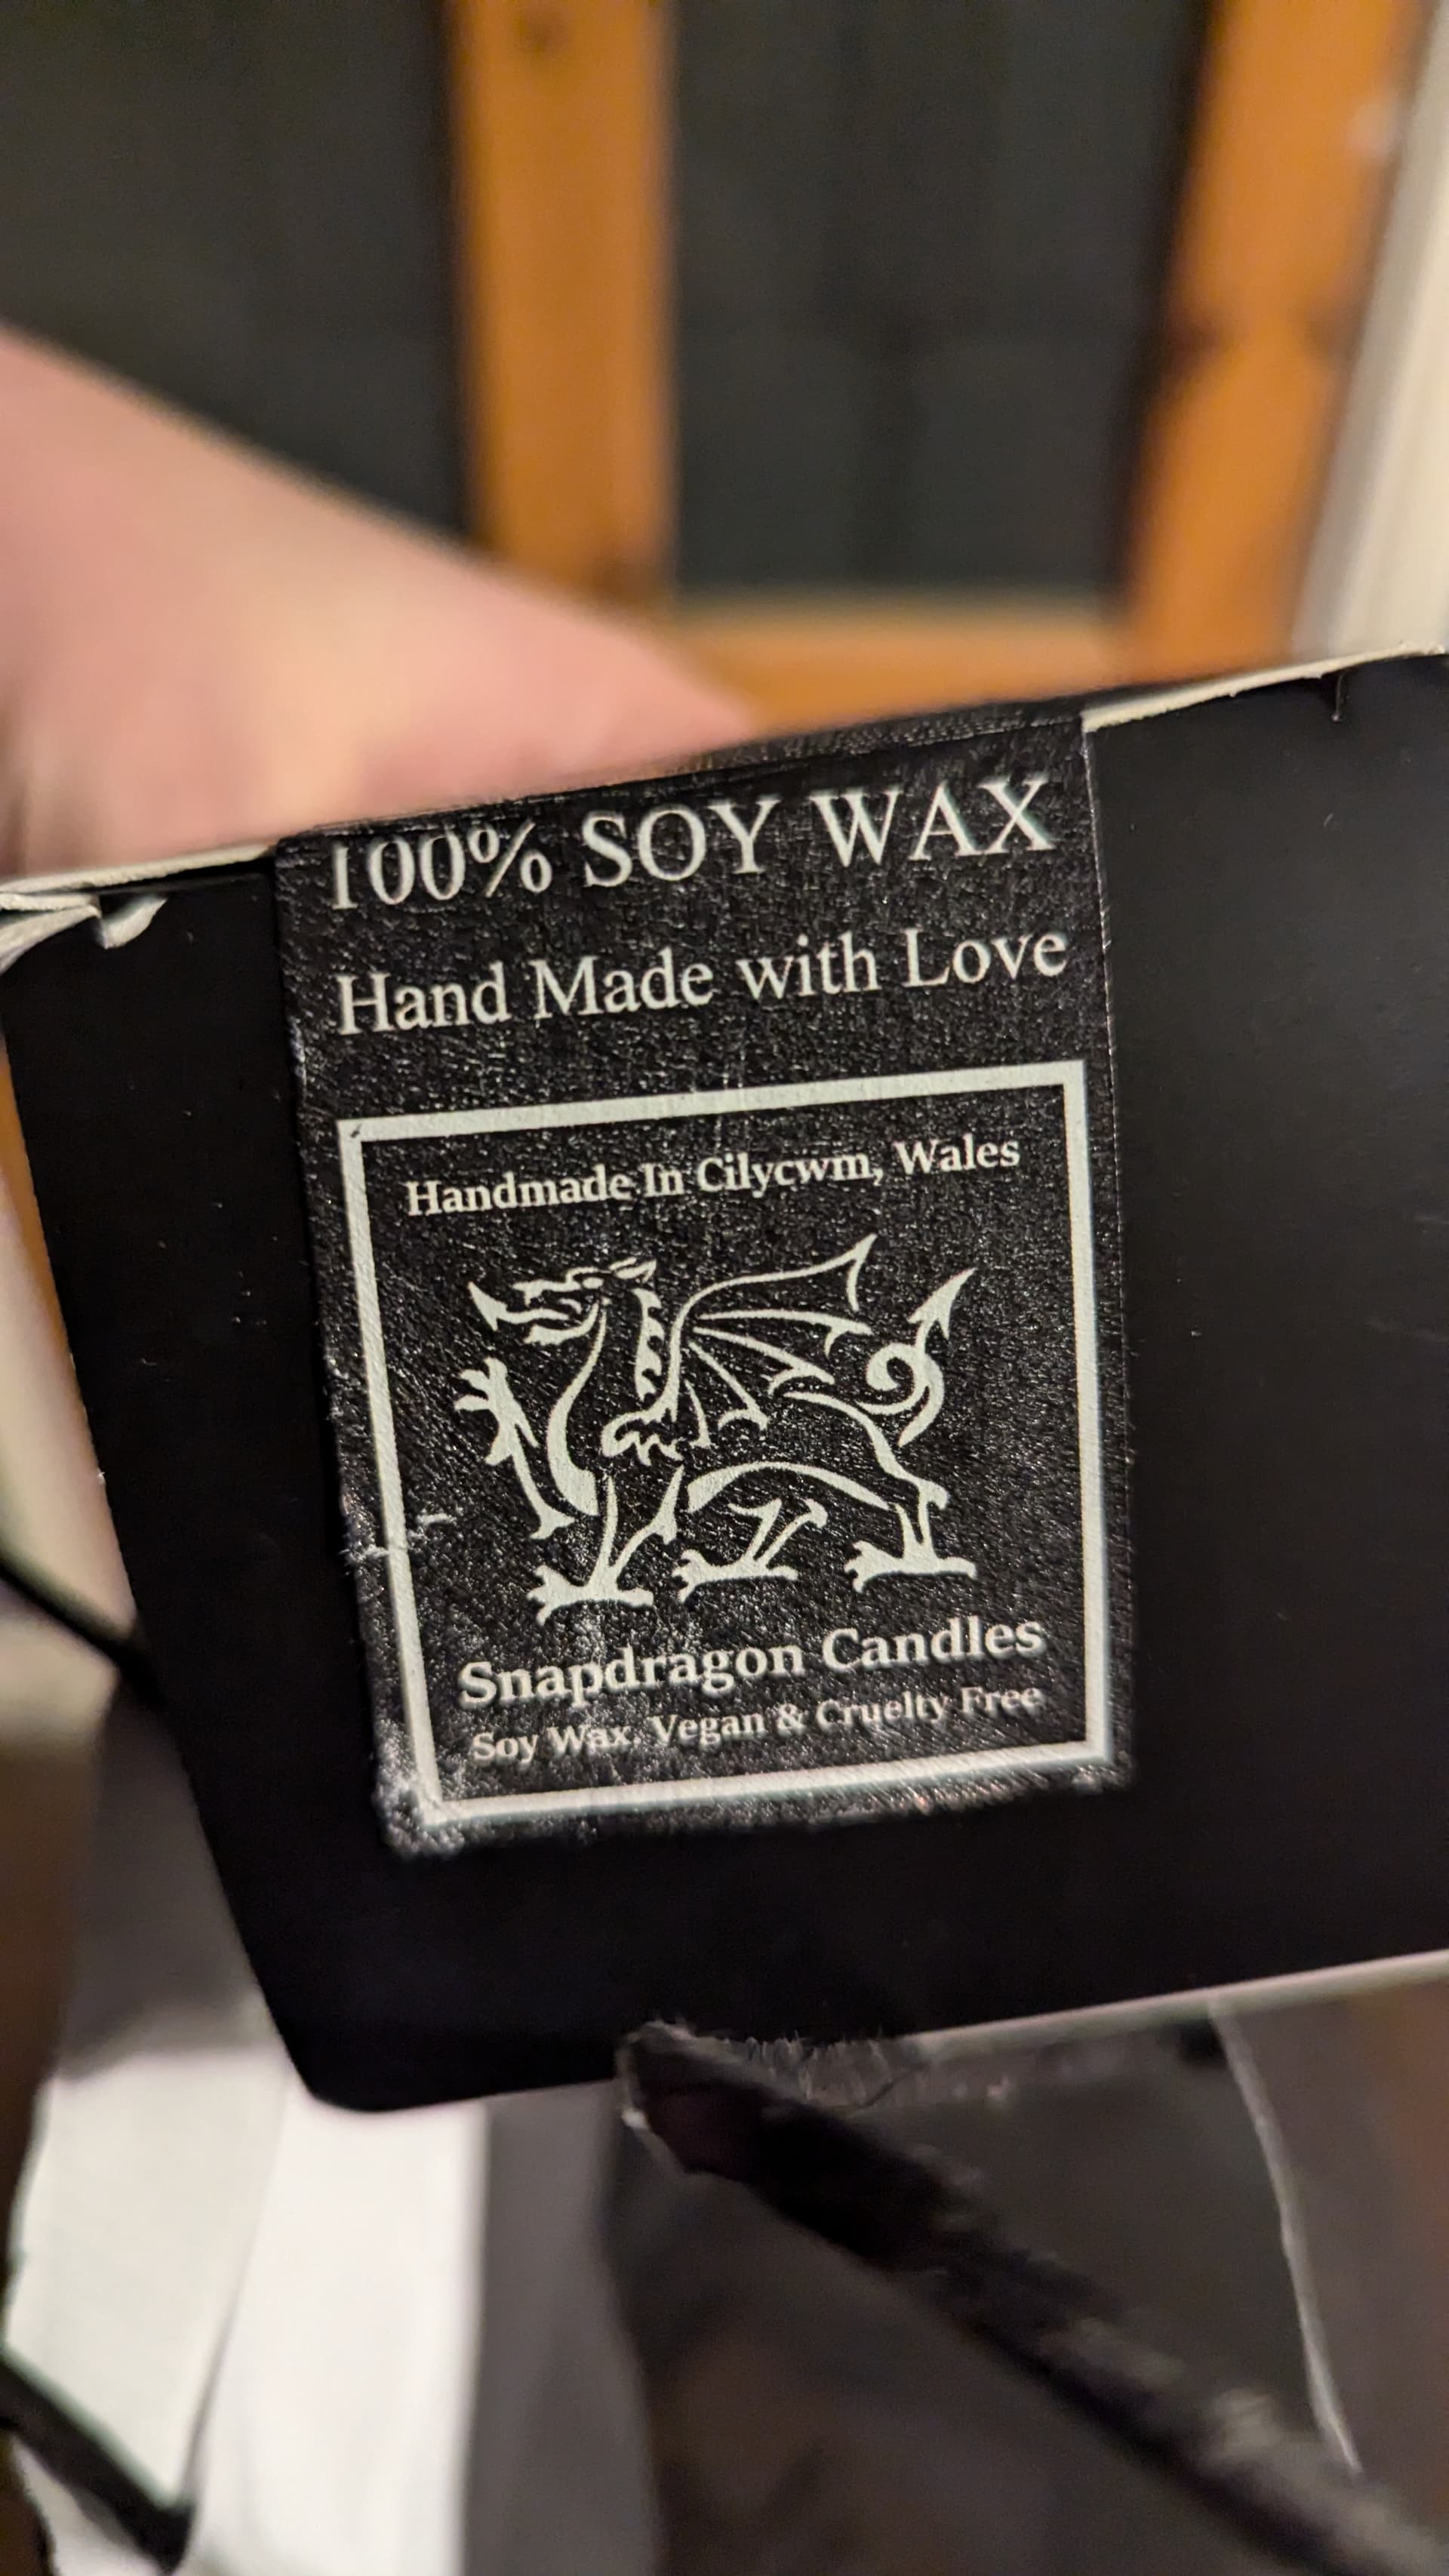 100% SOY WAX
Hand Made with Love
Handmade In Cilycwm, Wales
Snapdragon Candles
Soy Wax, Vegan & Cruelty Free